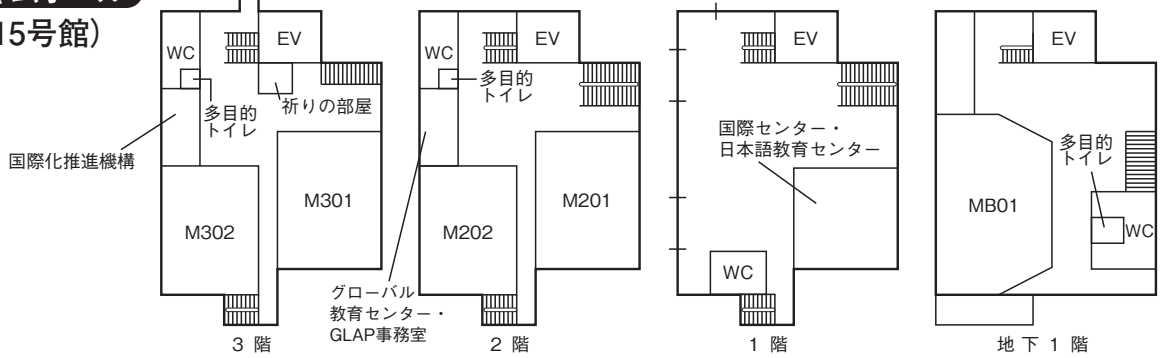 15号館）
WC
EV
多目的
トイレ
祈りの部屋
国際化推進機構
M301
M302
3 階
WC
EV
多目的
トイレ
M201
M202
グローバル
教育センター・
GLAP事務室
2 階
EV
国際センター・
日本語教育センター
WC
1 階
EV
多目的
トイレ
MB01
WC
地 下 1 階